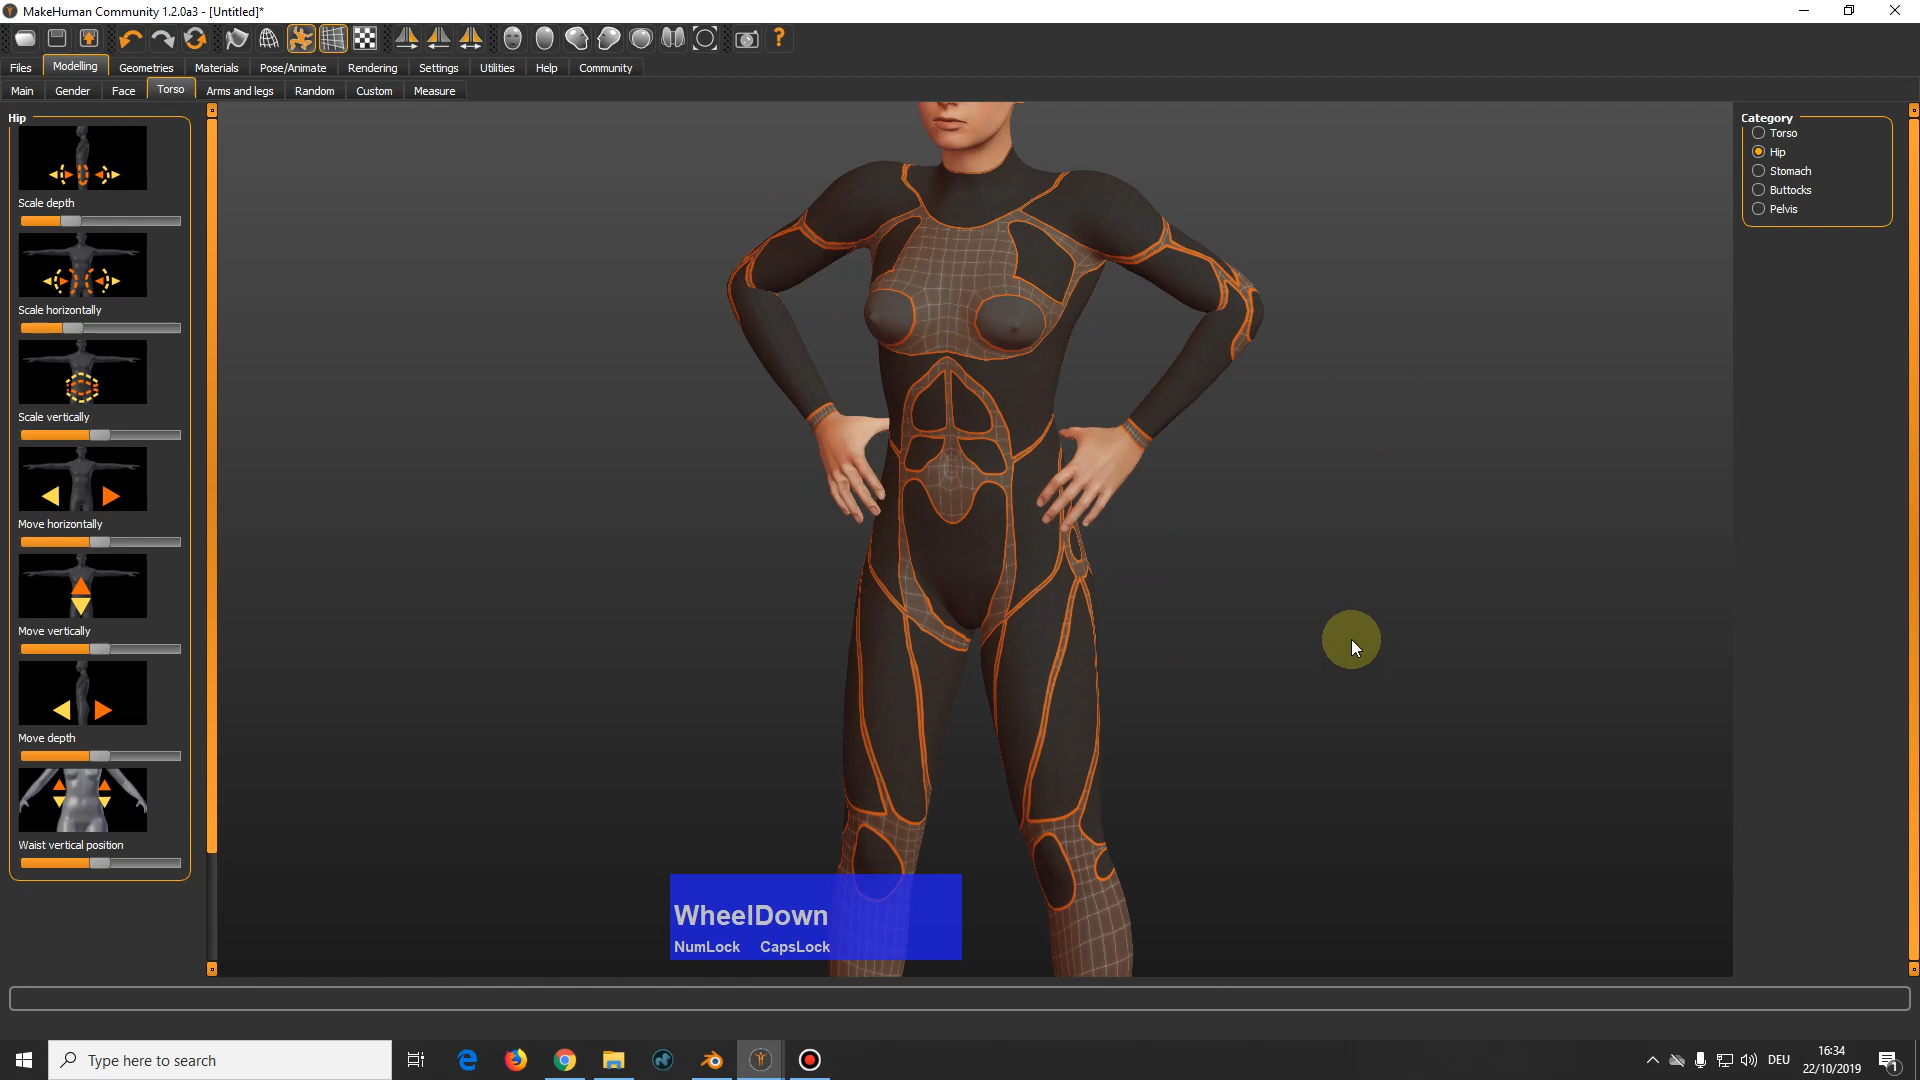 MakeHuman Community 1.2.0a3 - [Untitled]*
Files Modelling Geometries Materials Pose/Animate Rendering Settings Utilities Help Community
Main Gender Face Torso Arms and legs Random Custom Measure
Hip
Scale depth
Scale horizontally
Scale vertically
Move horizontally
Move vertically
Move depth
Waist vertical position
Category
Torso
Hip
Stomach
Buttocks
Pelvis
WheelDown
NumLock CapsLock
Type here to search
DEU
16:34
22/10/2019
1